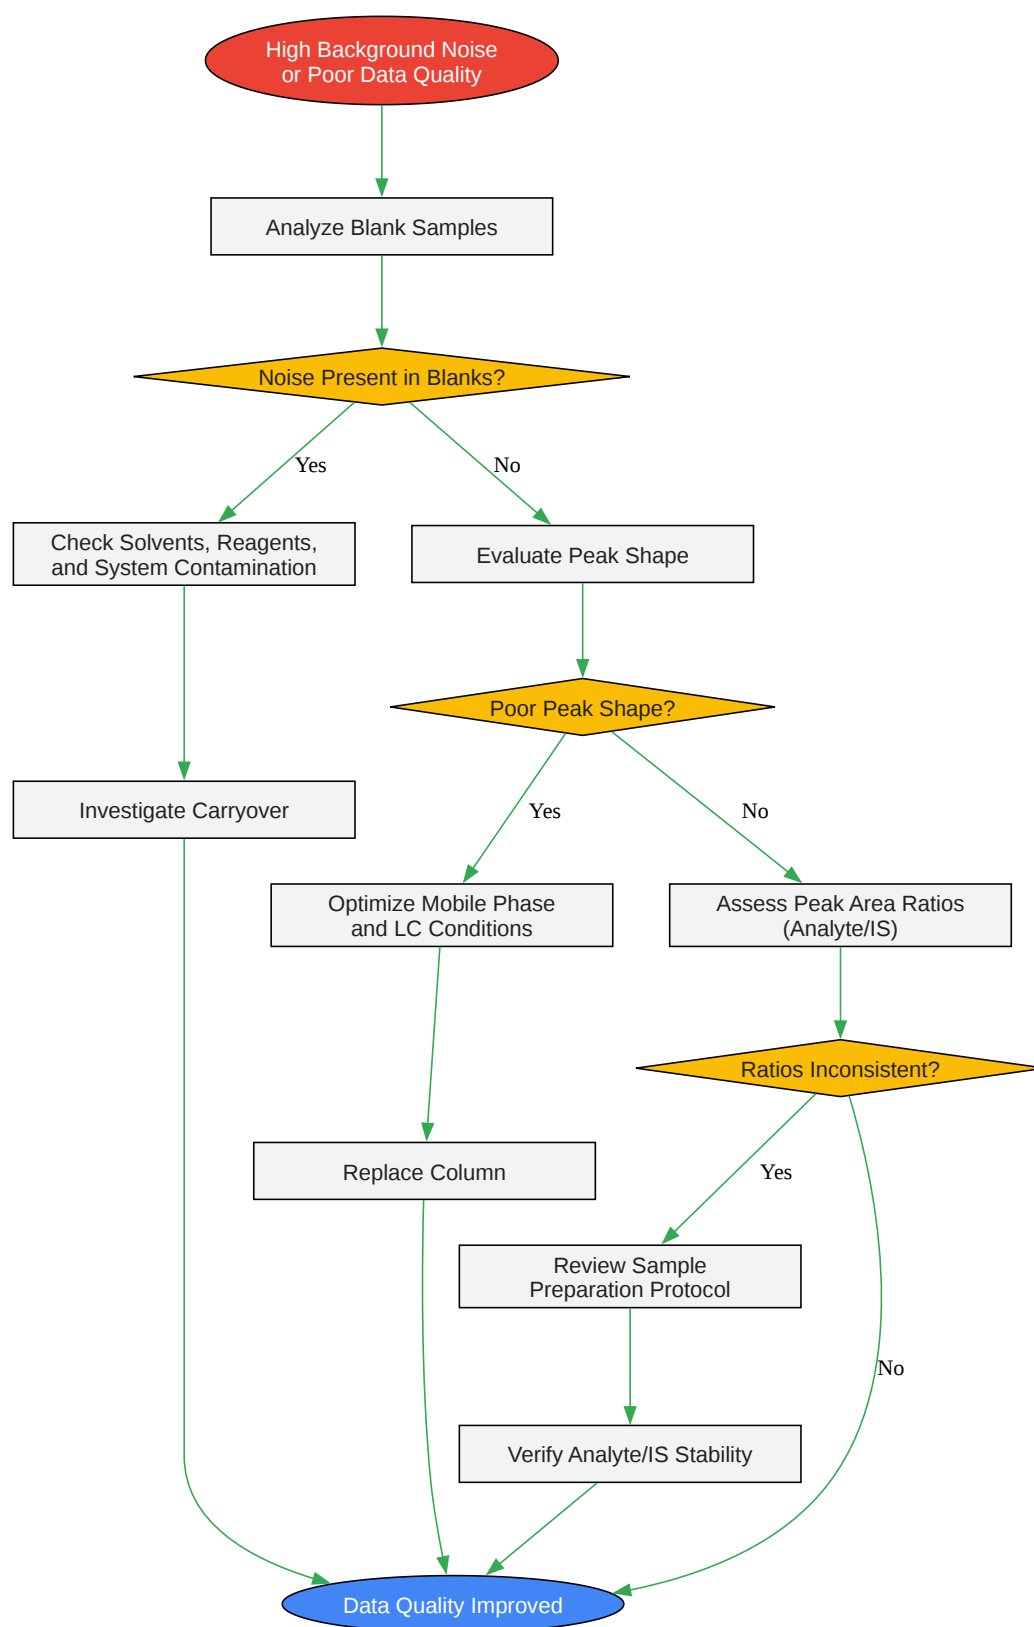 High Background Noise
or Poor Data Quality
Analyze Blank Samples
Noise Present in Blanks?
Yes
No
Check Solvents, Reagents,
and System Contamination
Evaluate Peak Shape
Poor Peak Shape?
Investigate Carryover
Yes
No
Optimize Mobile Phase
and LC Conditions
Assess Peak Area Ratios
(Analyte/IS)
Ratios Inconsistent?
Replace Column
Yes
Review Sample
Preparation Protocol
No
Verify Analyte/IS Stability
Data Quality Improved